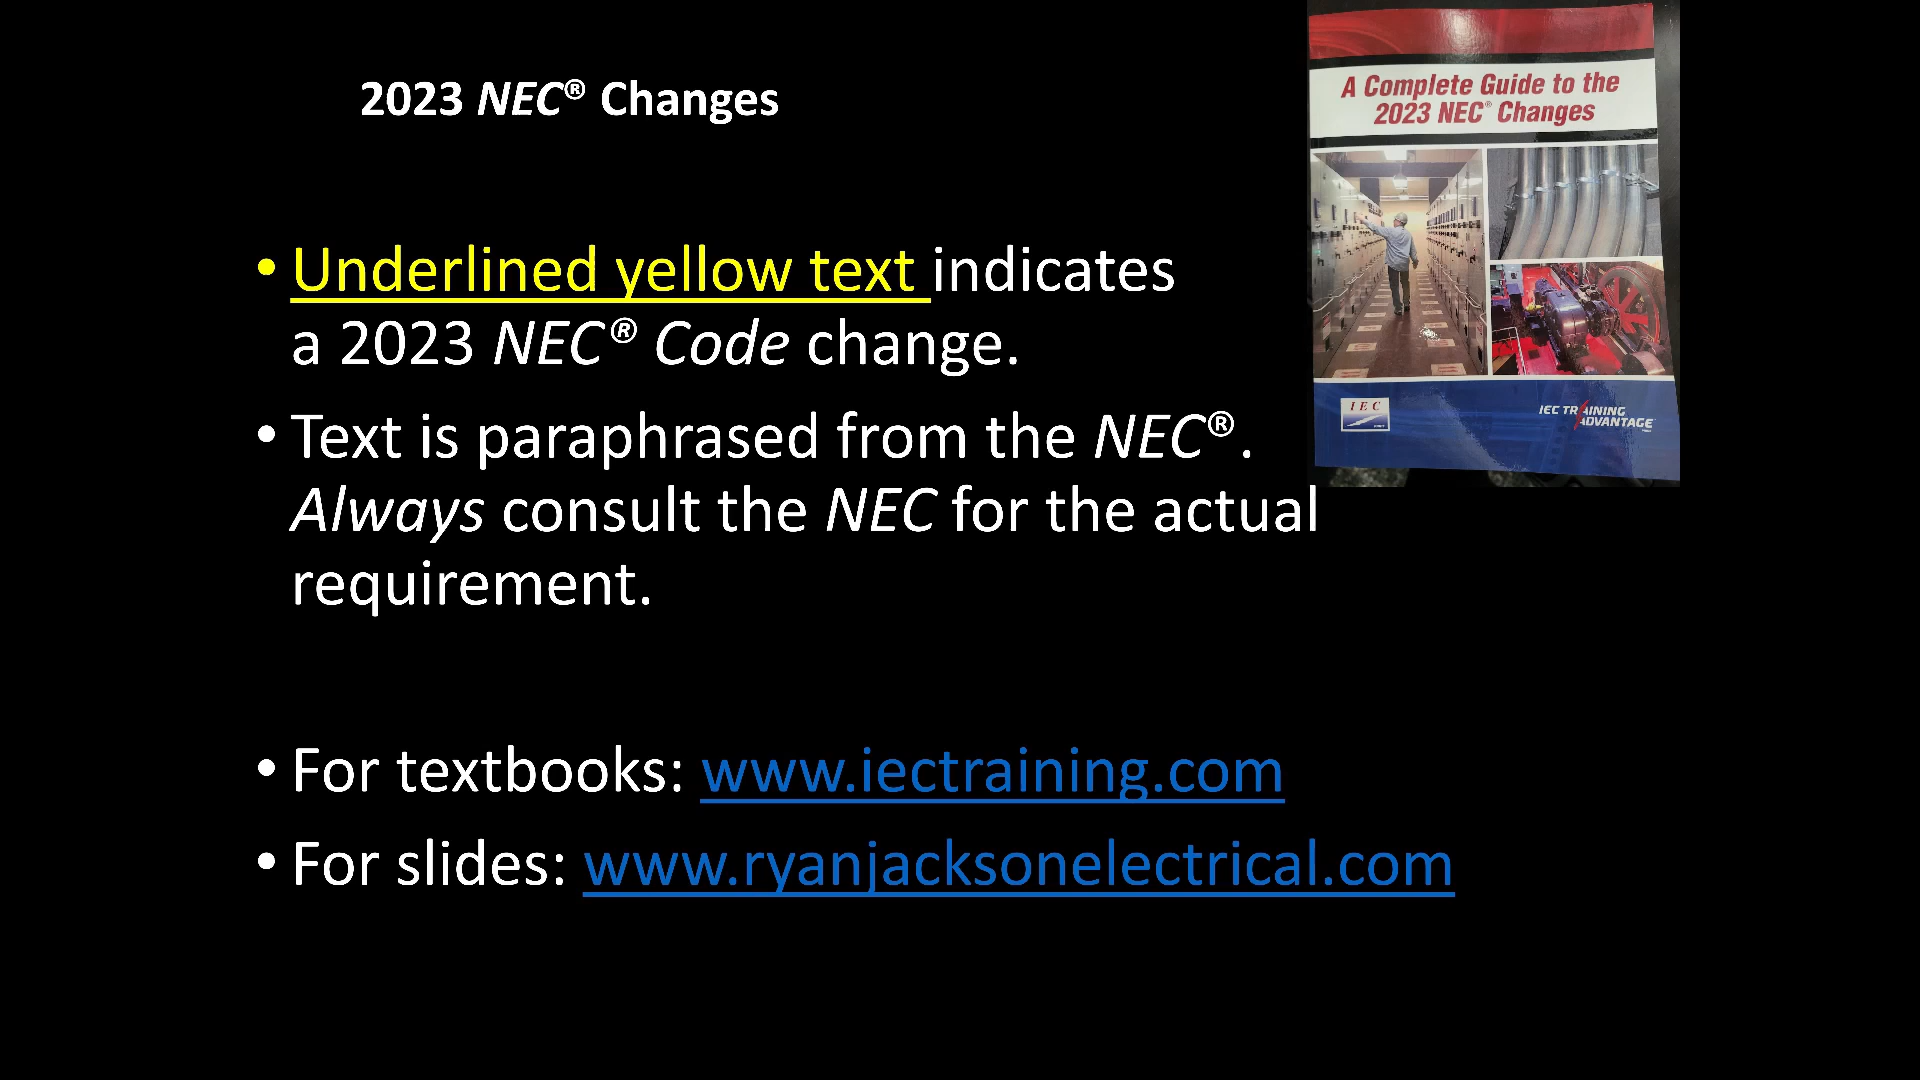 2023 NEC® Changes
• Underlined yellow text indicates
a 2023 NEC® Code change.
• Text is paraphrased from the NEC®.
Always consult the NEC for the actual
requirement.
• For textbooks: www.iectraining.com
• For slides: www.ryanjacksonelectrical.com
A Complete Guide to the
2023 NEC® Changes
IEC
IEC TRAINING
ADVANTAGE